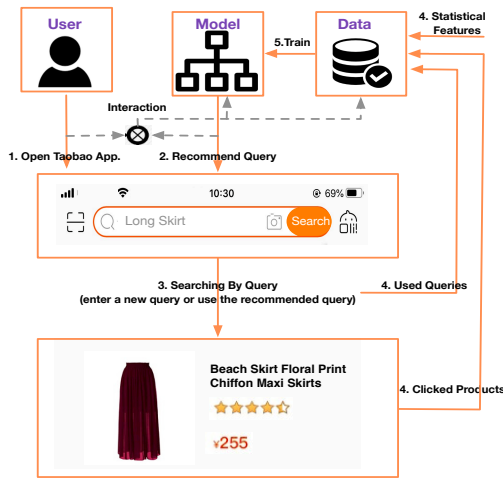 User
Model
Data
4. Statistical
Features
5.Train
Interaction
1. Open Taobao App.
2. Recommend Query
10:30
69%
Long Skirt
Search
3. Searching By Query
(enter a new query or use the recommended query)
4. Used Queries
Beach Skirt Floral Print
Chiffon Maxi Skirts
¥255
4. Clicked Products